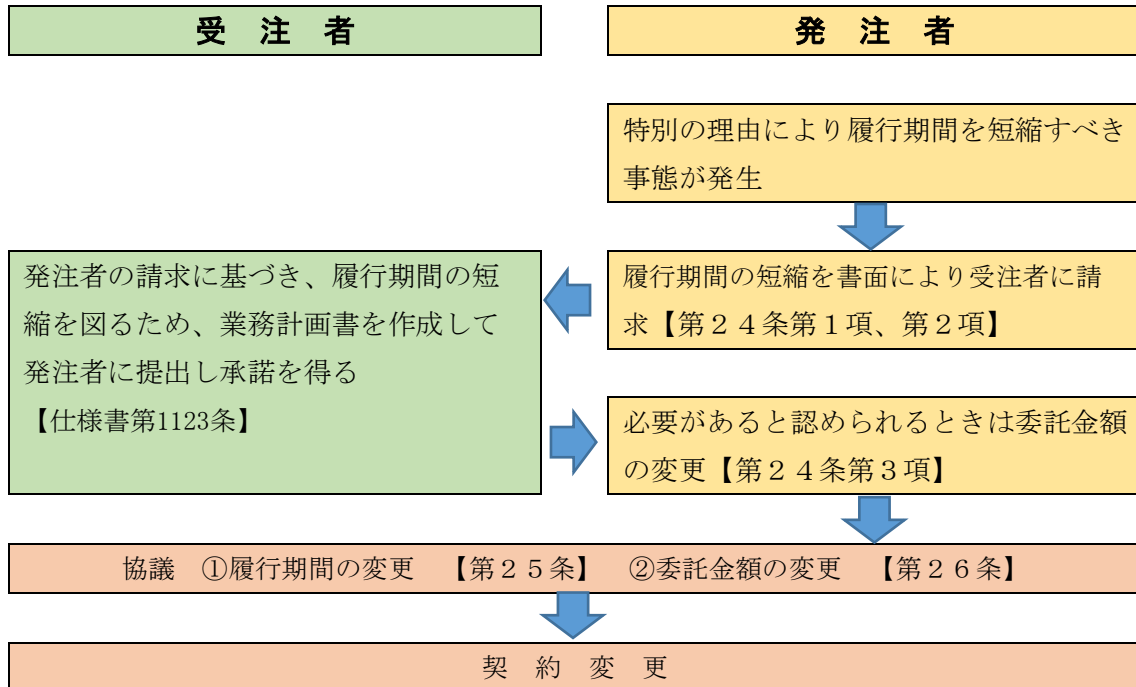 受　注　者
発　注　者
特別の理由により履行期間を短縮すべき
事態が発生
履行期間の短縮を書面により受注者に請
求【第２４条第１項、第２項】
発注者の請求に基づき、履行期間の短
縮を図るため、業務計画書を作成して
発注者に提出し承諾を得る
【仕様書第1123条】
必要があると認められるときは委託金額
の変更【第２４条第３項】
協議　①履行期間の変更　【第２５条】　②委託金額の変更　【第２６条】
契　約　変　更